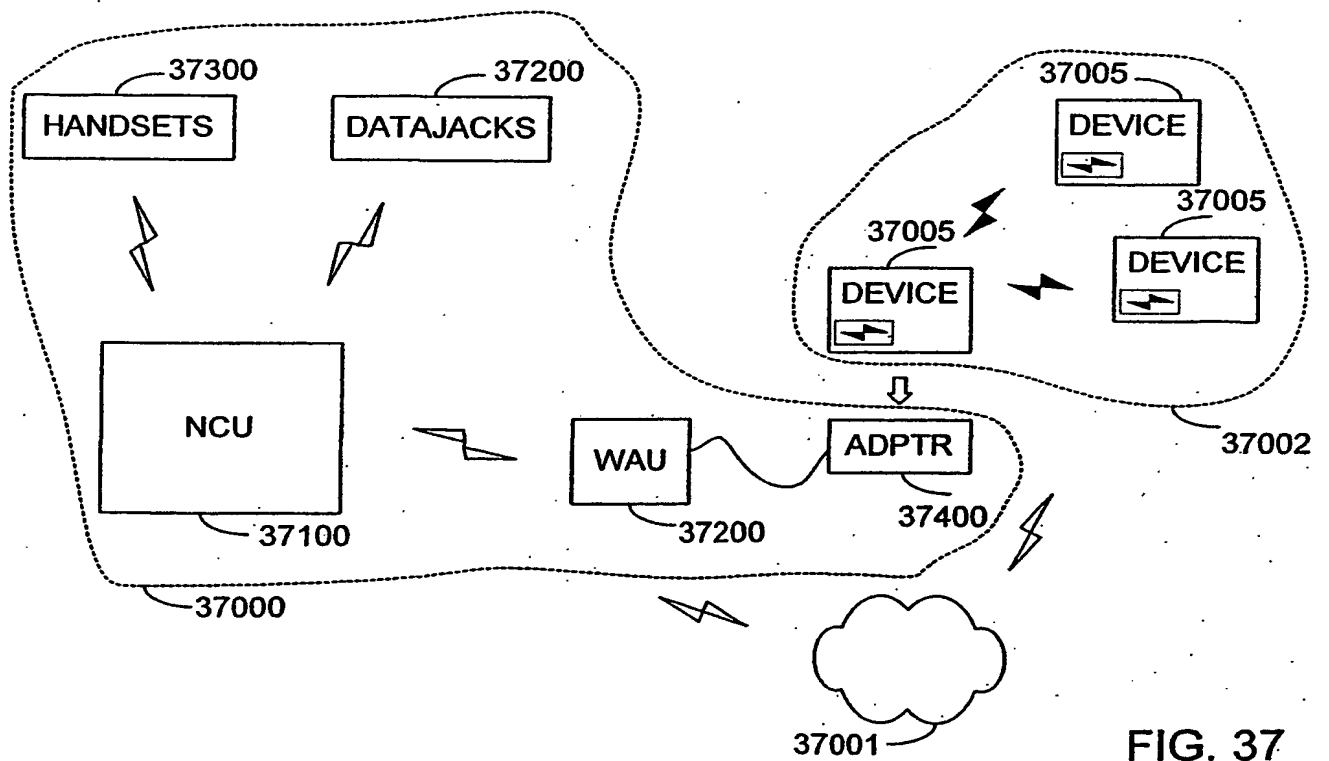 37300
HANDSETS
37200
DATAJACKS
37005
DEVICE
37005
DEVICE
37005
DEVICE
NCU
37100
WAU
37200
ADPTR
37400
37002
37000
37001
FIG. 37